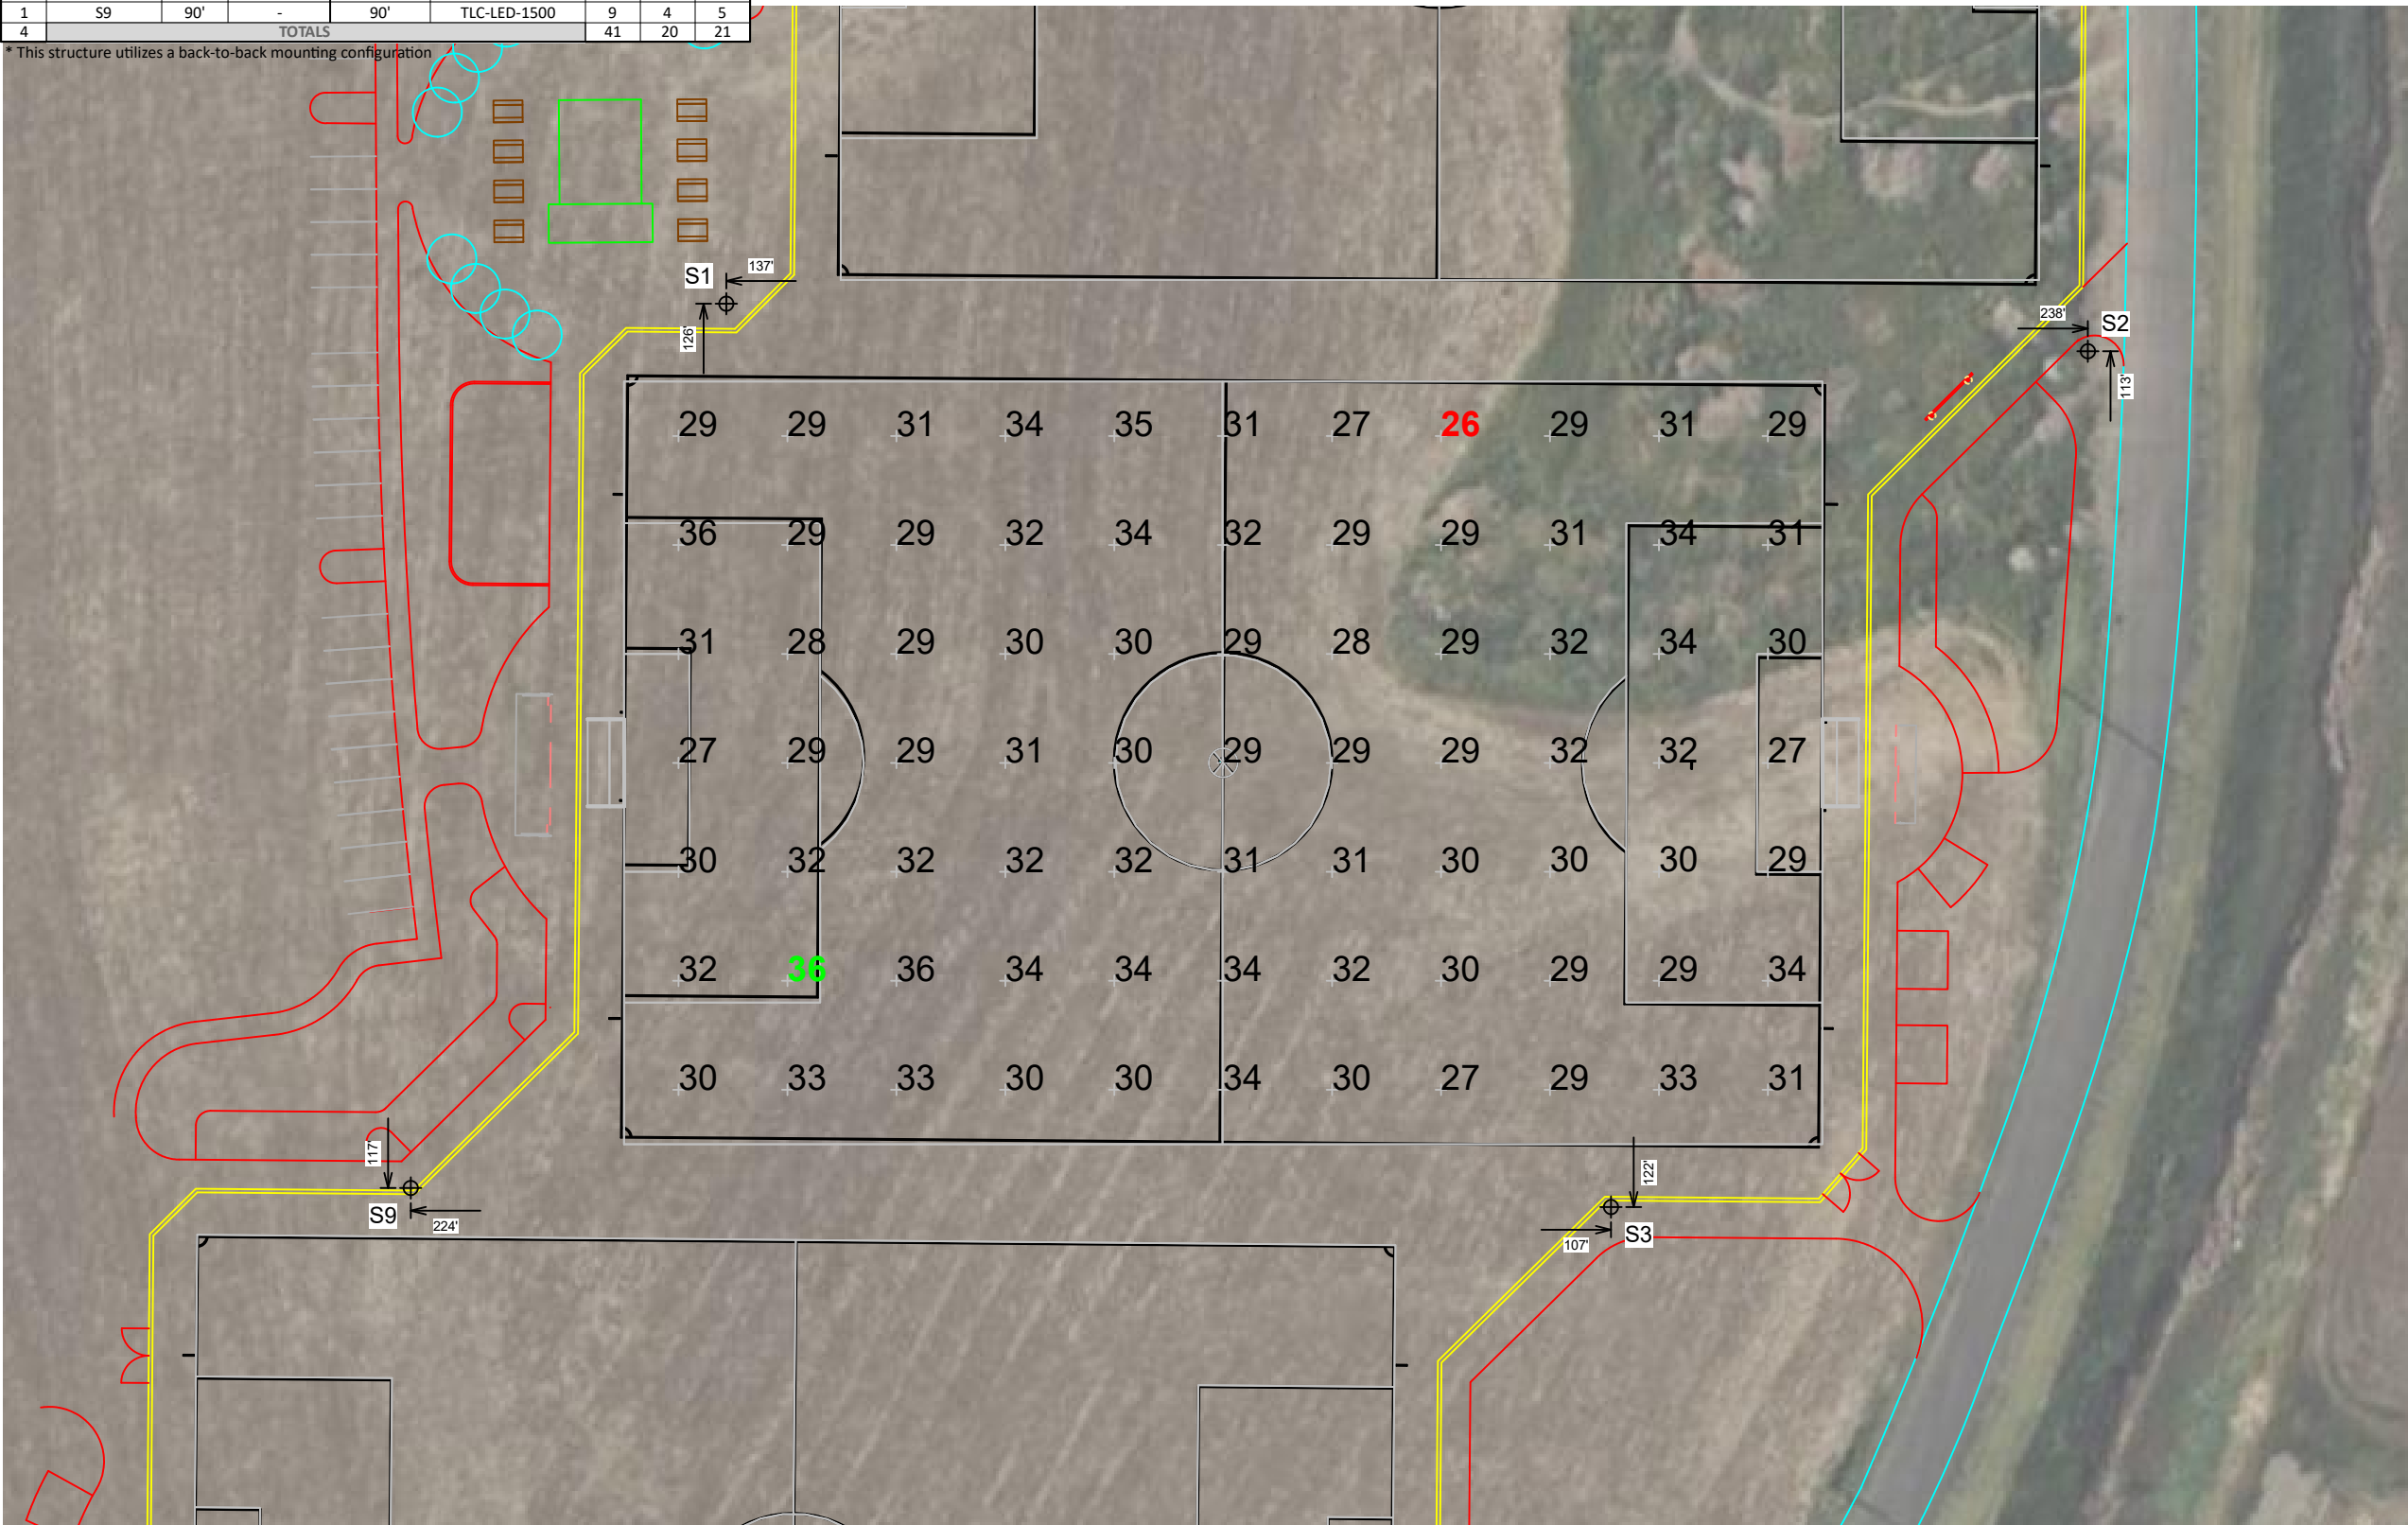 1 S9 90' - 90' TLC-LED-1500 9 4 5
4 TOTALS 41 20 21
* This structure utilizes a back-to-back mounting configuration
S1 137'
126'
238' S2
113'
29 29 31 34 35 31 27 26 29 31 29
36 29 29 32 34 32 29 29 31 34 31
31 28 29 30 30 29 28 29 32 34 30
27 29 29 31 30 29 29 29 32 32 27
30 32 32 32 32 31 31 30 30 30 29
32 36 36 34 34 34 32 30 29 29 34
30 33 33 30 30 34 30 27 29 33 31
117'
S9 224'
122'
107' S3